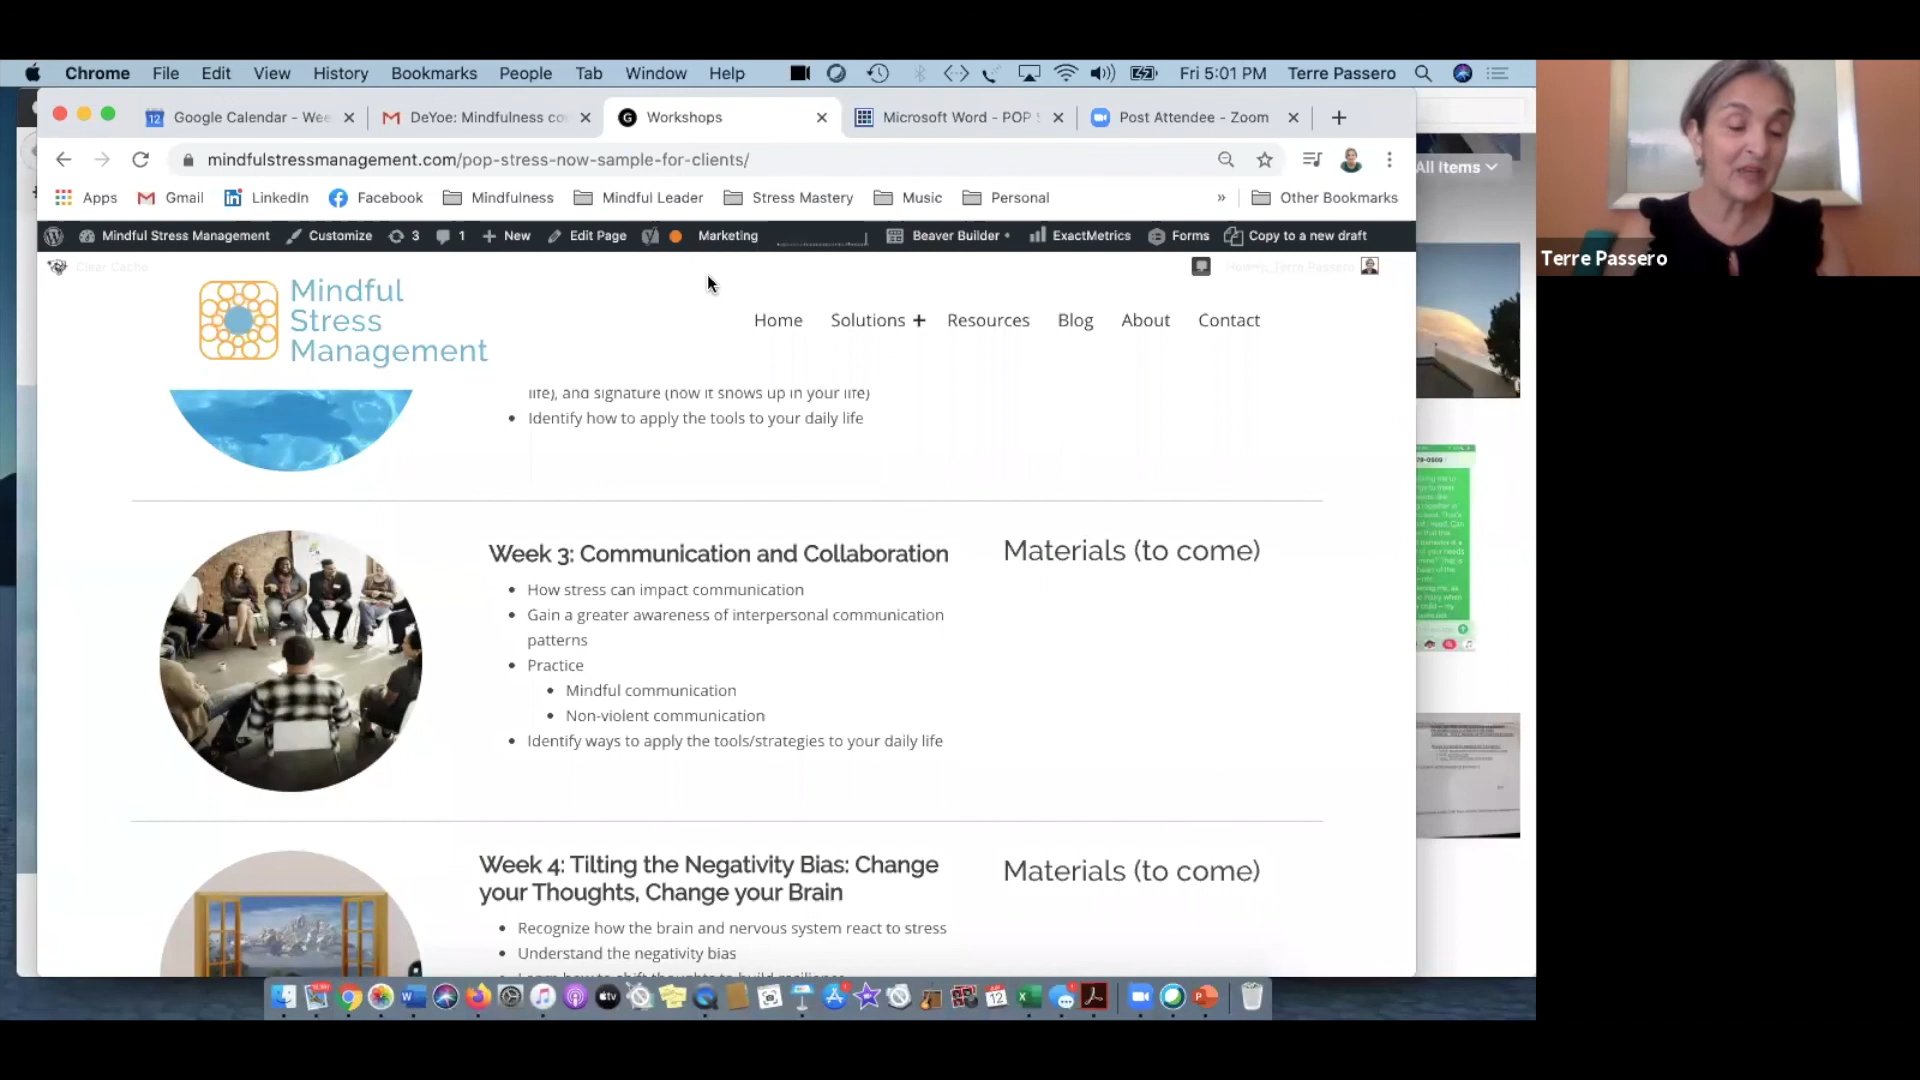 Chrome File Edit View History Bookmarks People Tab Window Help Fri 5:01 PM Terre Passero
Google Calendar - Wee DeYoe: Mindfulness co Workshops Microsoft Word - POP S Post Attendee - Zoom
mindfulstressmanagement.com/pop-stress-now-sample-for-clients/
All Items
Apps Gmail LinkedIn Facebook Mindfulness Mindful Leader Stress Mastery Music Personal » Other Bookmarks
Mindful Stress Management Customize 3 1 New Edit Page Marketing Beaver Builder ExactMetrics Forms Copy to a new draft
Clear Cache Howdy, Terre Passero
Terre Passero
Mindful
Stress
Management
Home Solutions + Resources Blog About Contact
life), and signature (how it shows up in your life)
• Identify how to apply the tools to your daily life
Week 3: Communication and Collaboration
• How stress can impact communication
• Gain a greater awareness of interpersonal communication
patterns
• Practice
• Mindful communication
• Non-violent communication
• Identify ways to apply the tools/strategies to your daily life
Materials (to come)
Week 4: Tilting the Negativity Bias: Change
your Thoughts, Change your Brain
• Recognize how the brain and nervous system react to stress
• Understand the negativity bias
Materials (to come)